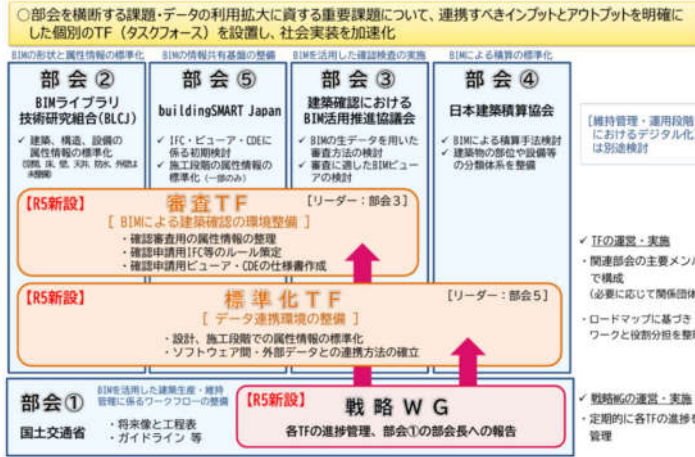 ○部会を横断する課題・データの利用拡大に資する重要課題について、連携すべきインプットとアウトプットを明確に
した個別のTF（タスクフォース）を設置し、社会実装を加速化
BIMの形状と属性情報の標準化
BIMの情報共有基盤の整備
BIMを活用した確認検査の実施
BIMによる積算の標準化
部会②
BIMライブラリ
技術研究組合(BLCJ)
✓ 建築、構造、設備の
属性情報の標準化
部会⑤
buildingSMART Japan
✓ IFC・ビューア・CDEに
係る初期検討
✓ 施工段階の属性情報の
標準化（一部のみ）
部会③
建築確認における
BIM活用推進協議会
✓ BIMの生データを用いた
審査方法の検討
✓ 審査に適したBIMビュー
アの検討
部会④
日本建築積算協会
✓ BIMによる積算手法検討
✓ 建築物の部位や設備等
の分類体系を整備
[維持管理・運用段階
におけるデジタル化
は別途検討
【R5新設】
審査TF
[リーダー：部会３]
[ BIMによる建築確認の環境整備 ]
・確認審査用の属性情報の整理
・確認申請用IFC等のルール策定
・確認申請用ビューア・CDEの仕様書作成
【R5新設】
標準化ＴＦ
[リーダー：部会５]
[ データ連携環境の整備 ]
・設計、施工段階での属性情報の標準化
・ソフトウェア間・外部データとの連携方法の確立
✓ TFの運営・実施
・関連部会の主要メンバ
で構成
（必要に応じて関係団体
・ロードマップに基づき
ワークと役割分担を整理
部会①
国土交通省
BIMを活用した建築生産・維持
管理に係るワークフローの整備
・将来像と工程表
・ガイドライン 等
【R5新設】
戦略ＷＧ
各TFの進捗管理、部会①の部会長への報告
✓ 戦略WGの運営・実施
・定期的に各TFの進捗を
管理